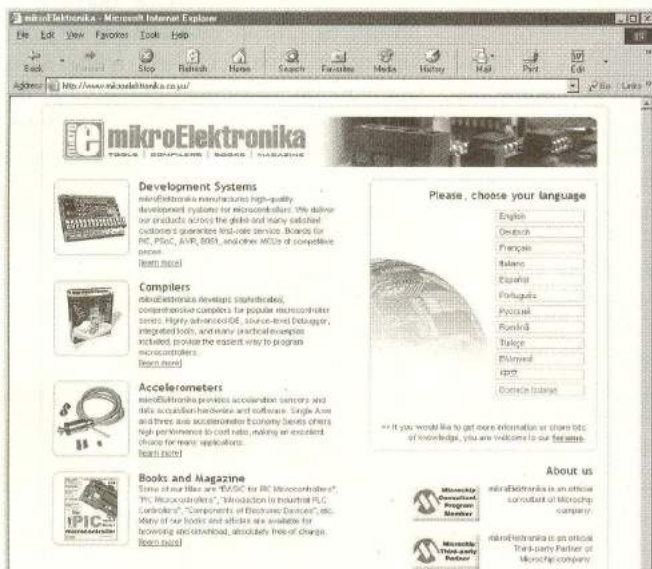 mikroElektronika - Microsoft Internet Explorer
File Edit View Favorites Tools Help
Back Forward Stop Refresh Home Search Favorites Media History Mail Print Edit
Address http://www.mikroelektronika.co.yu/ Go Links
mikroElektronika
TOOLS | COMPILERS | BOOKS | MAGAZINE
Development Systems
mikroElektronika manufactures high-quality
development systems for microcontrollers. We deliver
our products across the globe and many satisfied
customers guarantee first-rate service. Boards for
PIC, PSoC, AVR, 8051, and other MCUs at competitive
prices.
[learn more]
Compilers
mikroElektronika develops sophisticated,
comprehensive compilers for popular microcontroller
series. Highly advanced IDE, source-level Debugger,
integrated tools, and many practical examples
included, provide the easiest way to program
microcontrollers.
[learn more]
Accelerometers
mikroElektronika provides acceleration sensors and
data acquisition hardware and software. Single Axis
and three axis accelerometer Economy Series offers
high performance to cost ratio, making an excellent
choice for many applications.
[learn more]
Books and Magazine
Some of our titles are "BASIC for PIC Microcontrollers",
"PIC Microcontrollers", "Introduction to Industrial PLC
Controllers", "Components of Electronic Devices", etc.
Many of our books and articles are available for
browsing and download, absolutely free of charge.
[learn more]
PIC
microcontroller
Please, choose your language
English
Deutsch
Français
Italiano
Español
Português
Русский
Română
Türkçe
Ελληνικά
עברית
<< If you would like to get more information or share bits
of knowledge, you are welcome to our forums.
About us
Microchip
Consultant
Program
Member
mikroElektronika is an official
consultant of Microchip
company.
Microchip
Third-party
Partner
mikroElektronika is an official
Third-party Partner of
Microchip company.